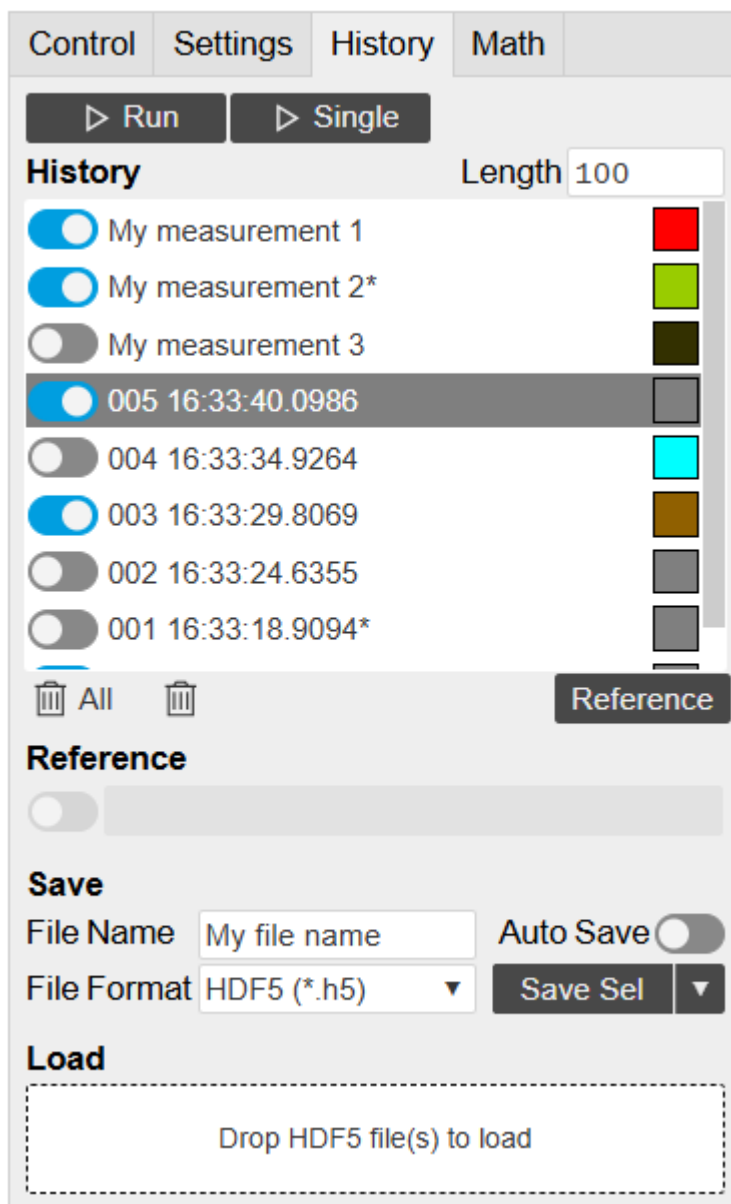 Control Settings History Math
Run Single
History Length 100
My measurement 1
My measurement 2*
My measurement 3
005 16:33:40.0986
004 16:33:34.9264
003 16:33:29.8069
002 16:33:24.6355
001 16:33:18.9094*
All Reference
Reference
Save
File Name My file name Auto Save
File Format HDF5 (*.h5) Save Sel
Load
Drop HDF5 file(s) to load